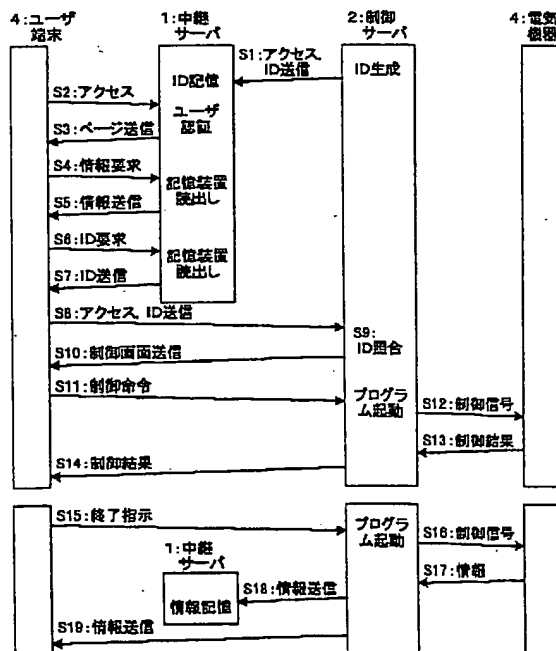 4:ユーザ
端末
1:中継
サーバ
2:制御
サーバ
4:電気
機器
S1:アクセス,
ID送信
ID記憶
ID生成
S2:アクセス
ユーザ
認証
S3:ページ送信
S4:情報要求
記憶装置
読出し
S5:情報送信
S6:ID要求
記憶装置
読出し
S7:ID送信
S8:アクセス, ID送信
S9:
ID照合
S10:制御画面送信
S11:制御命令
プログラ
ム起動
S12:制御信号
S13:制御結果
S14:制御結果
S15:終了指示
プログラ
ム起動
S16:制御信号
1:中継
サーバ
S17:情報
S18:情報送信
情報記憶
S19:情報送信